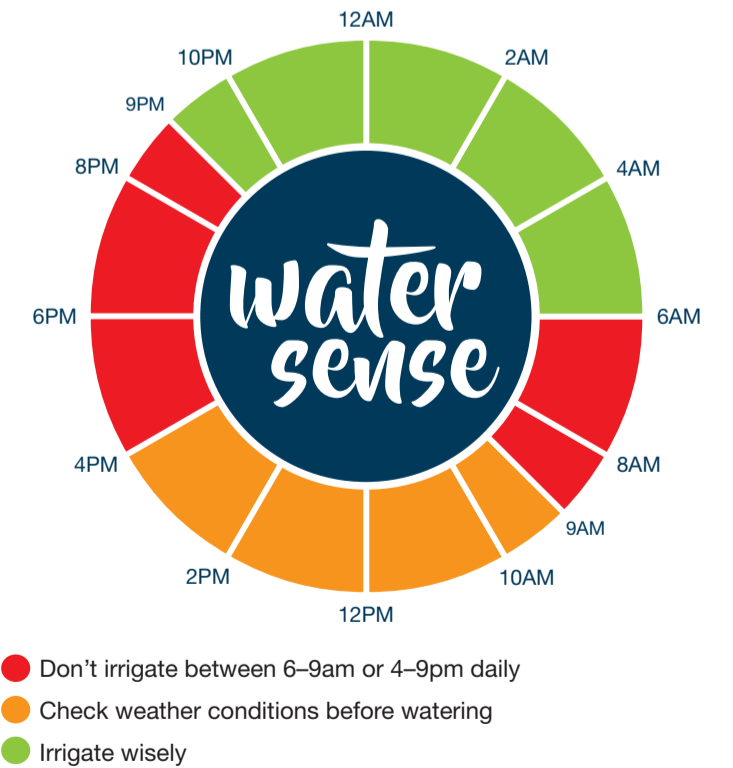 12AM
10PM
2AM
9PM
8PM
4AM
water
6PM
6AM
sense
4PM
8AM
9AM
2PM
10AM
12PM
Don’t irrigate between 6–9am or 4–9pm daily
Check weather conditions before watering
Irrigate wisely